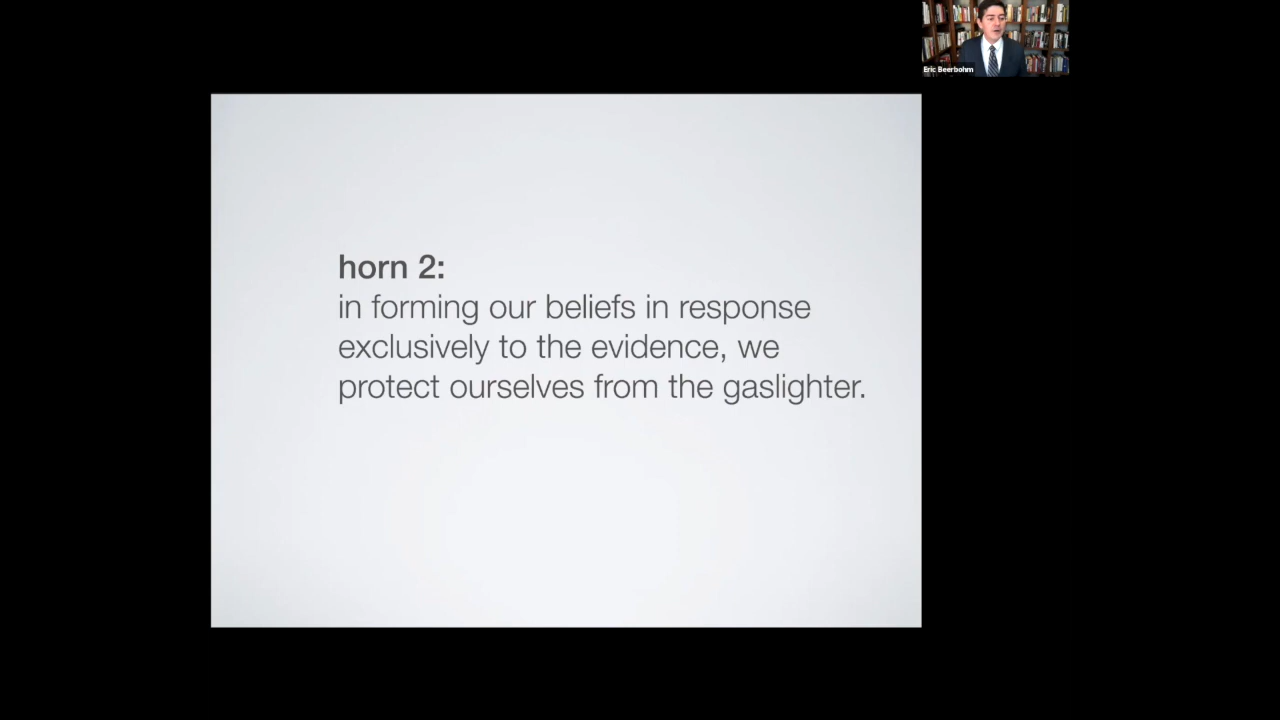 Eric Beerbohm
horn 2:
in forming our beliefs in response
exclusively to the evidence, we
protect ourselves from the gaslighter.